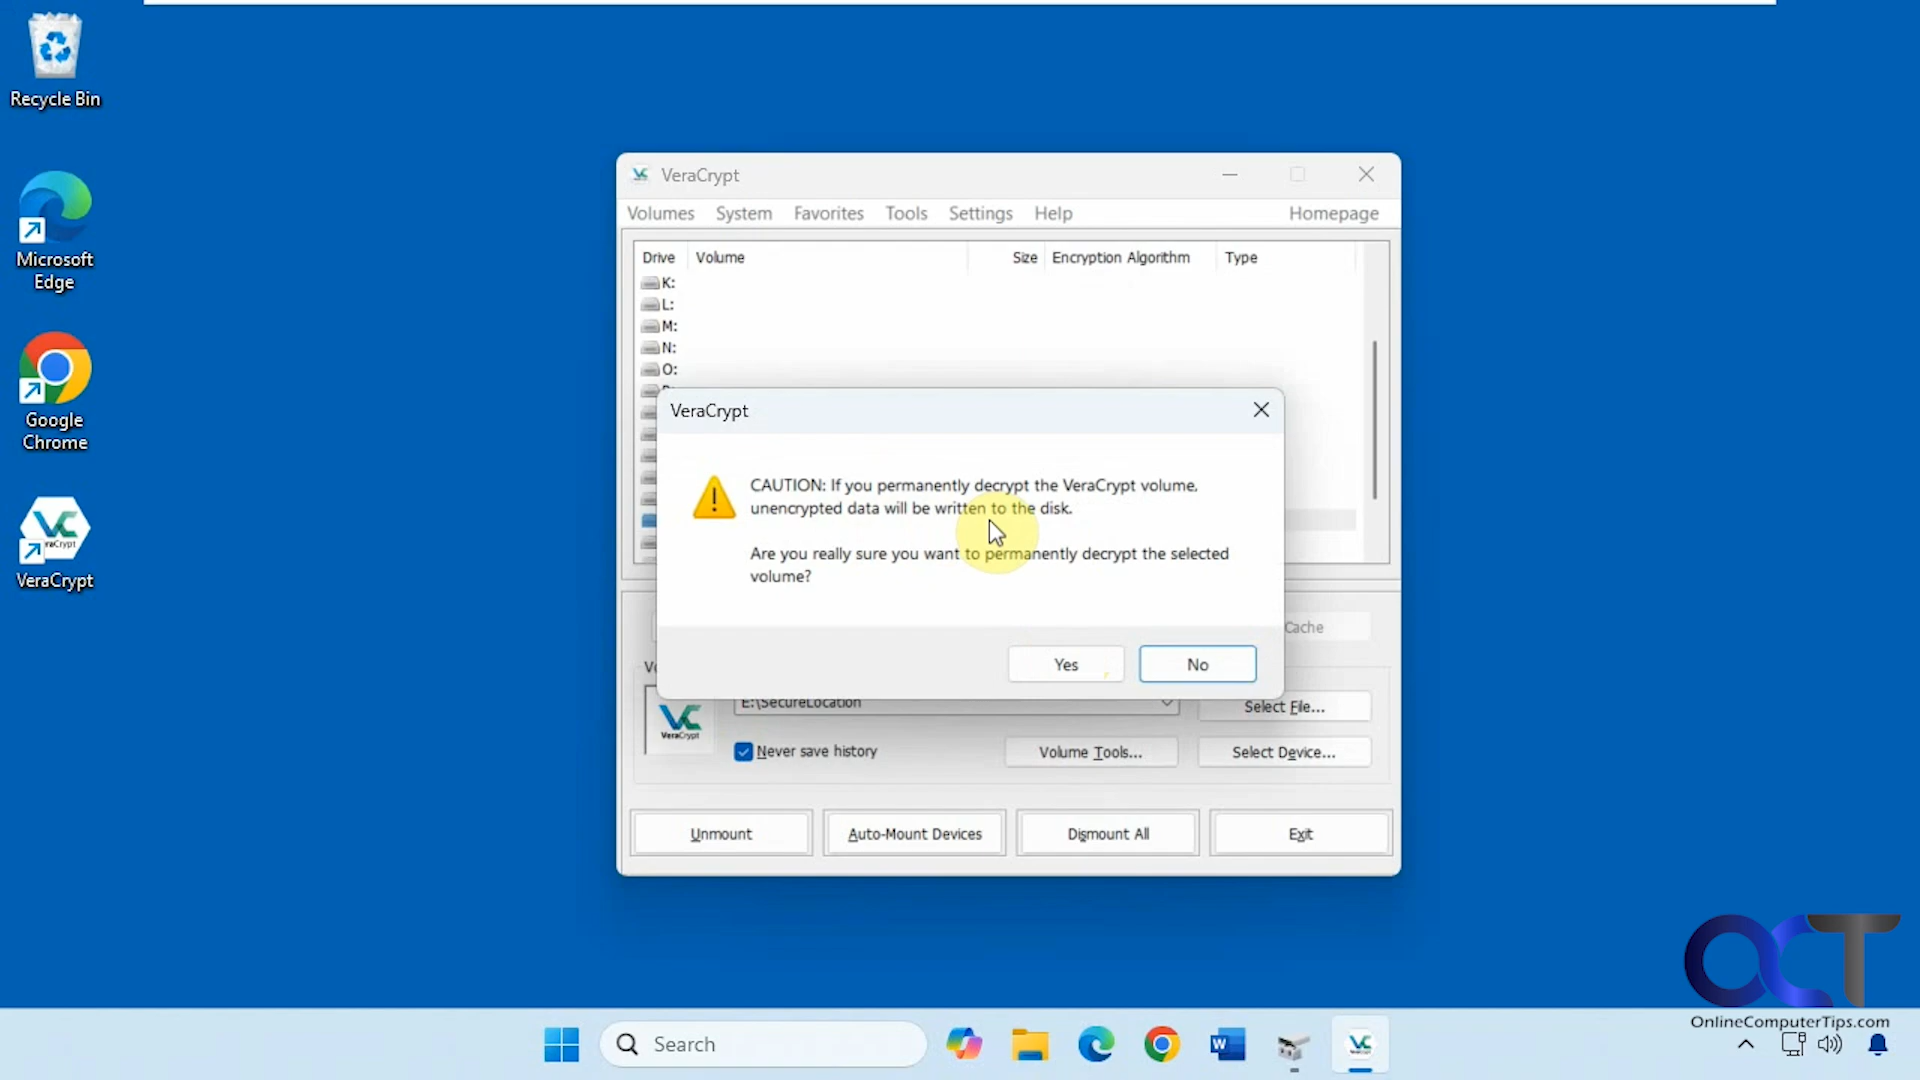 Recycle Bin
Microsoft
Edge
Google
Chrome
VeraCrypt
VeraCrypt
Volumes System Favorites Tools Settings Help Homepage
Drive Volume Size Encryption Algorithm Type
K:
L:
M:
N:
O:
VeraCrypt
CAUTION: If you permanently decrypt the VeraCrypt volume,
unencrypted data will be written to the disk.
Are you really sure you want to permanently decrypt the selected
volume?
Yes No
Cache
E:\SecureLocation
Select File...
VeraCrypt
Never save history
Volume Tools...
Select Device...
Unmount Auto-Mount Devices Dismount All Exit
OCT
OnlineComputerTips.com
Search